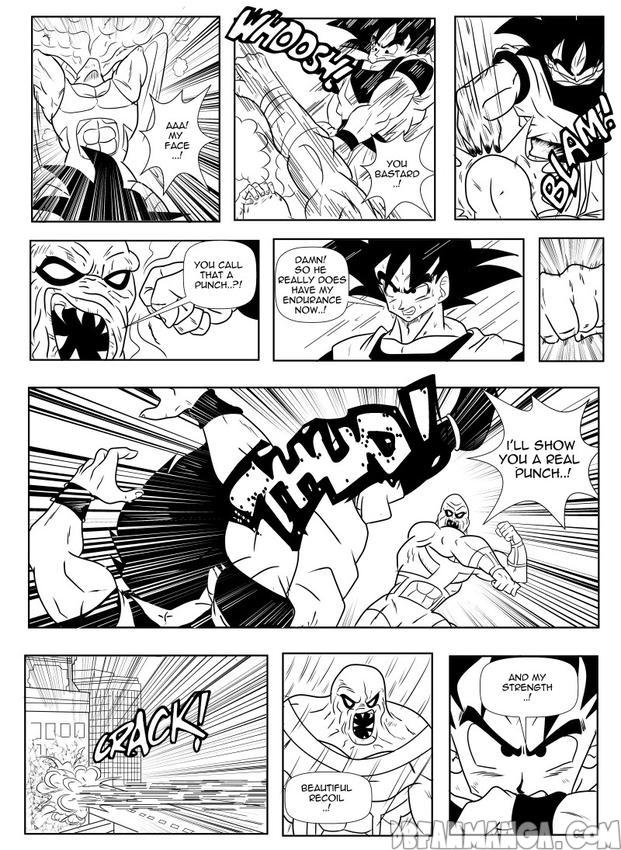 AAA!
MY
FACE
...!
WHOOSH!
YOU
BASTARD
..!
BLAM!
YOU CALL
THAT A
PUNCH..?!
DAMN!
SO HE
REALLY DOES
HAVE MY
ENDURANCE
NOW..!
THUD!
I'LL SHOW
YOU A REAL
PUNCH..!
CRACK!
BEAUTIFUL
RECOIL
..!
AND MY
STRENGTH
..!
DBFANMANGA.COM